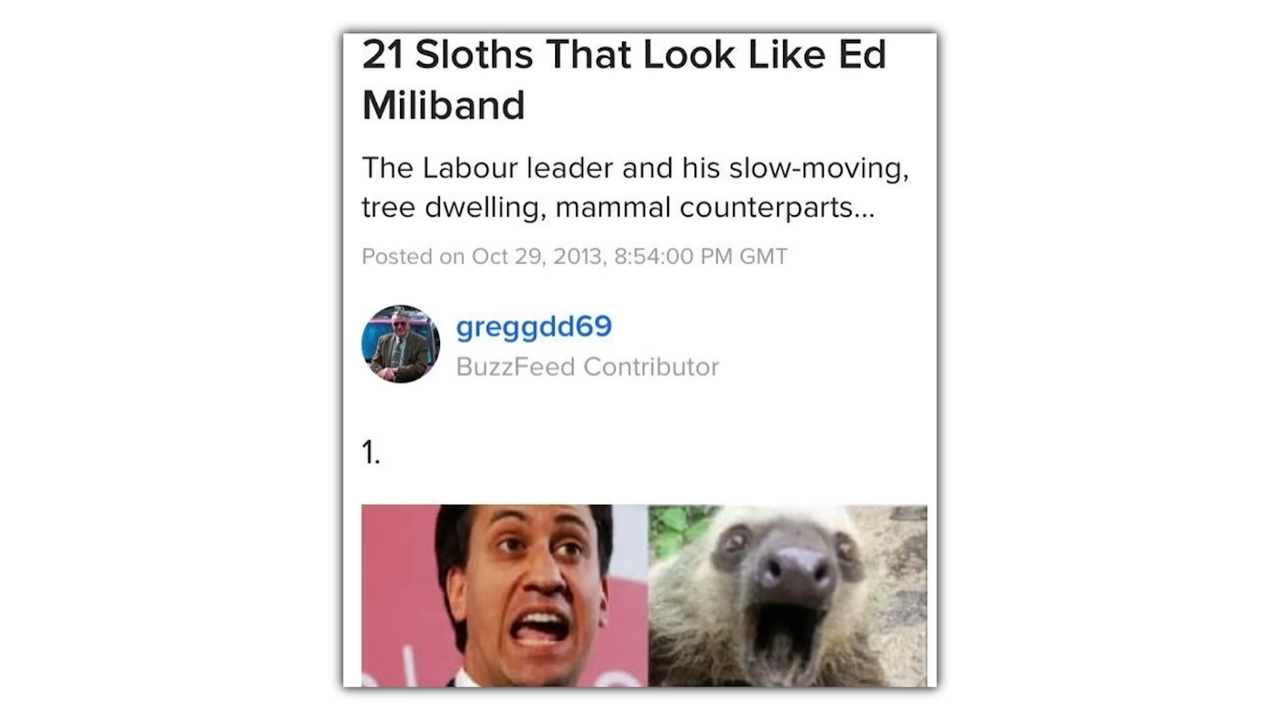 21 Sloths That Look Like Ed
Miliband
The Labour leader and his slow-moving,
tree dwelling, mammal counterparts...
Posted on Oct 29, 2013, 8:54:00 PM GMT
greggdd69
BuzzFeed Contributor
1.